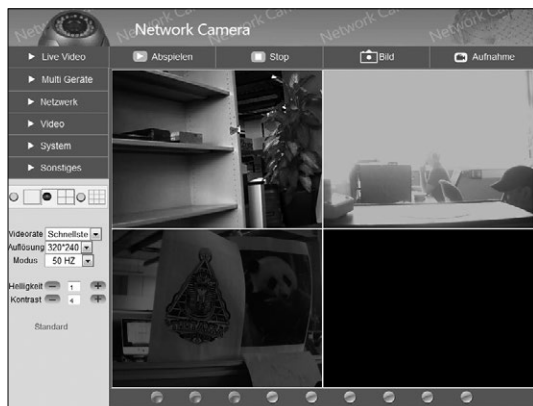 Network Camera
Live Video
Abspielen
Stop
Bild
Aufnahme
Multi Geräte
Netzwerk
Video
System
Sonstiges
Videorate Schnellste
Auflösung 320*240
Modus 50 HZ
Helligkeit 1
Kontrast 4
Standard